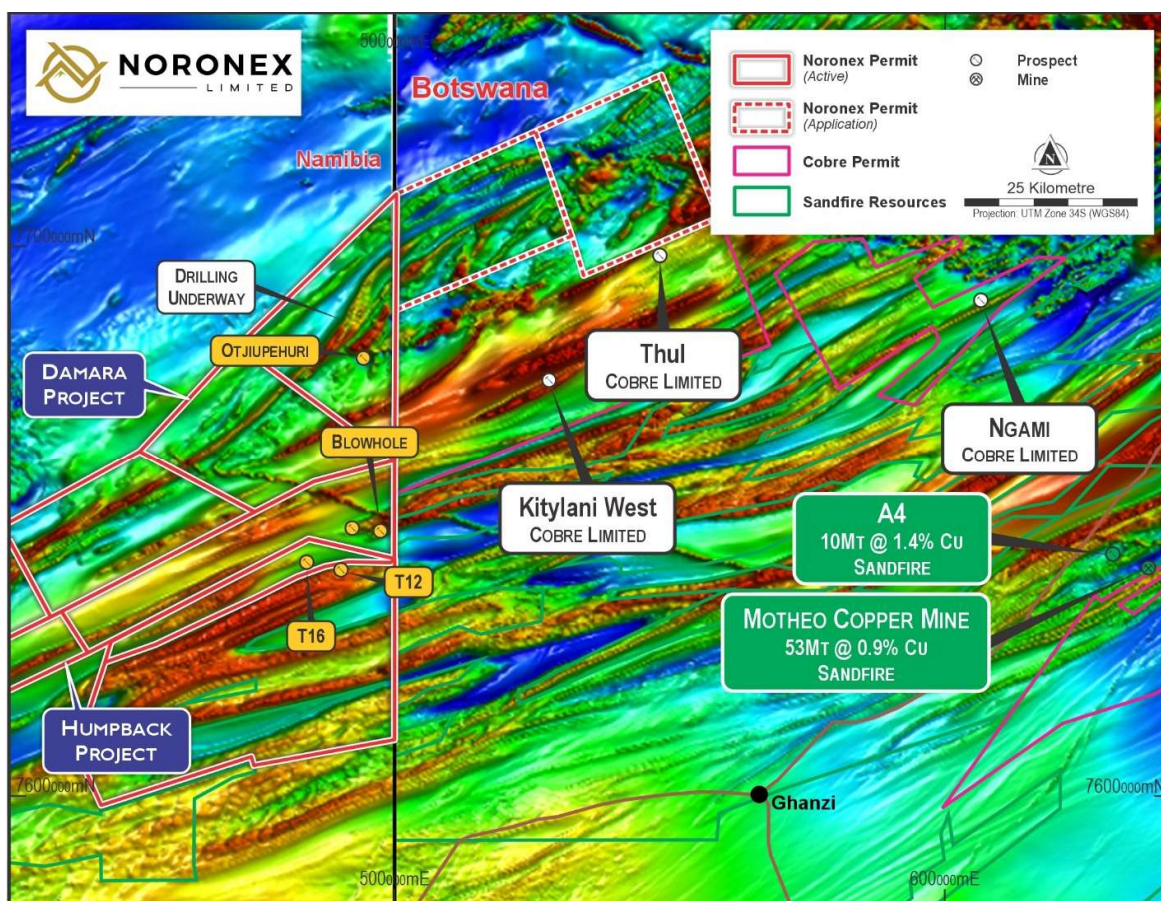 NORONEX
LIMITED
500000mE
Botswana
Namibia
Noronex Permit
(Active)
Noronex Permit
(Application)
Cobre Permit
Sandfire Resources
Prospect
Mine
N
25 Kilometre
Projection: UTM Zone 34S (WGS84)
7700000mN
DRILLING
UNDERWAY
OTJIUPEHURI
DAMARA
PROJECT
Thul
COBRE LIMITED
BLOWHOLE
NGAMI
COBRE LIMITED
Kitylani West
COBRE LIMITED
A4
10MT @ 1.4% CU
SANDFIRE
T12
T16
MOTHEO COPPER MINE
53MT @ 0.9% CU
SANDFIRE
HUMPBACK
PROJECT
7600000mN
7600000mN
Ghanzi
500000mE
600000mE